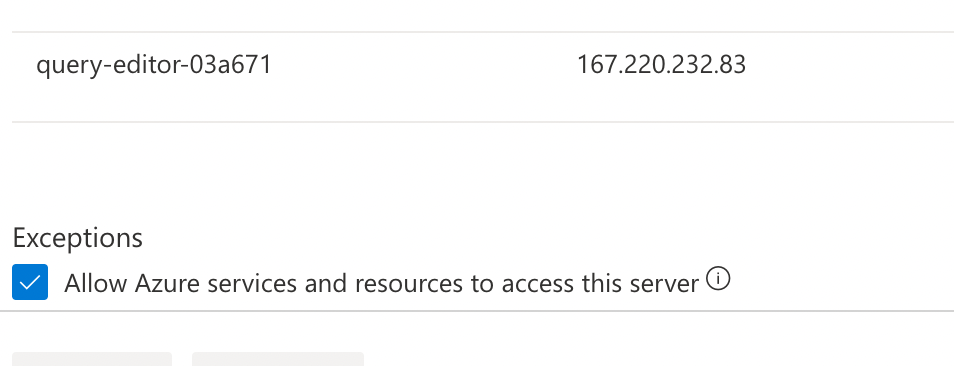 query-editor-03a671 167.220.232.83
Exceptions
Allow Azure services and resources to access this server